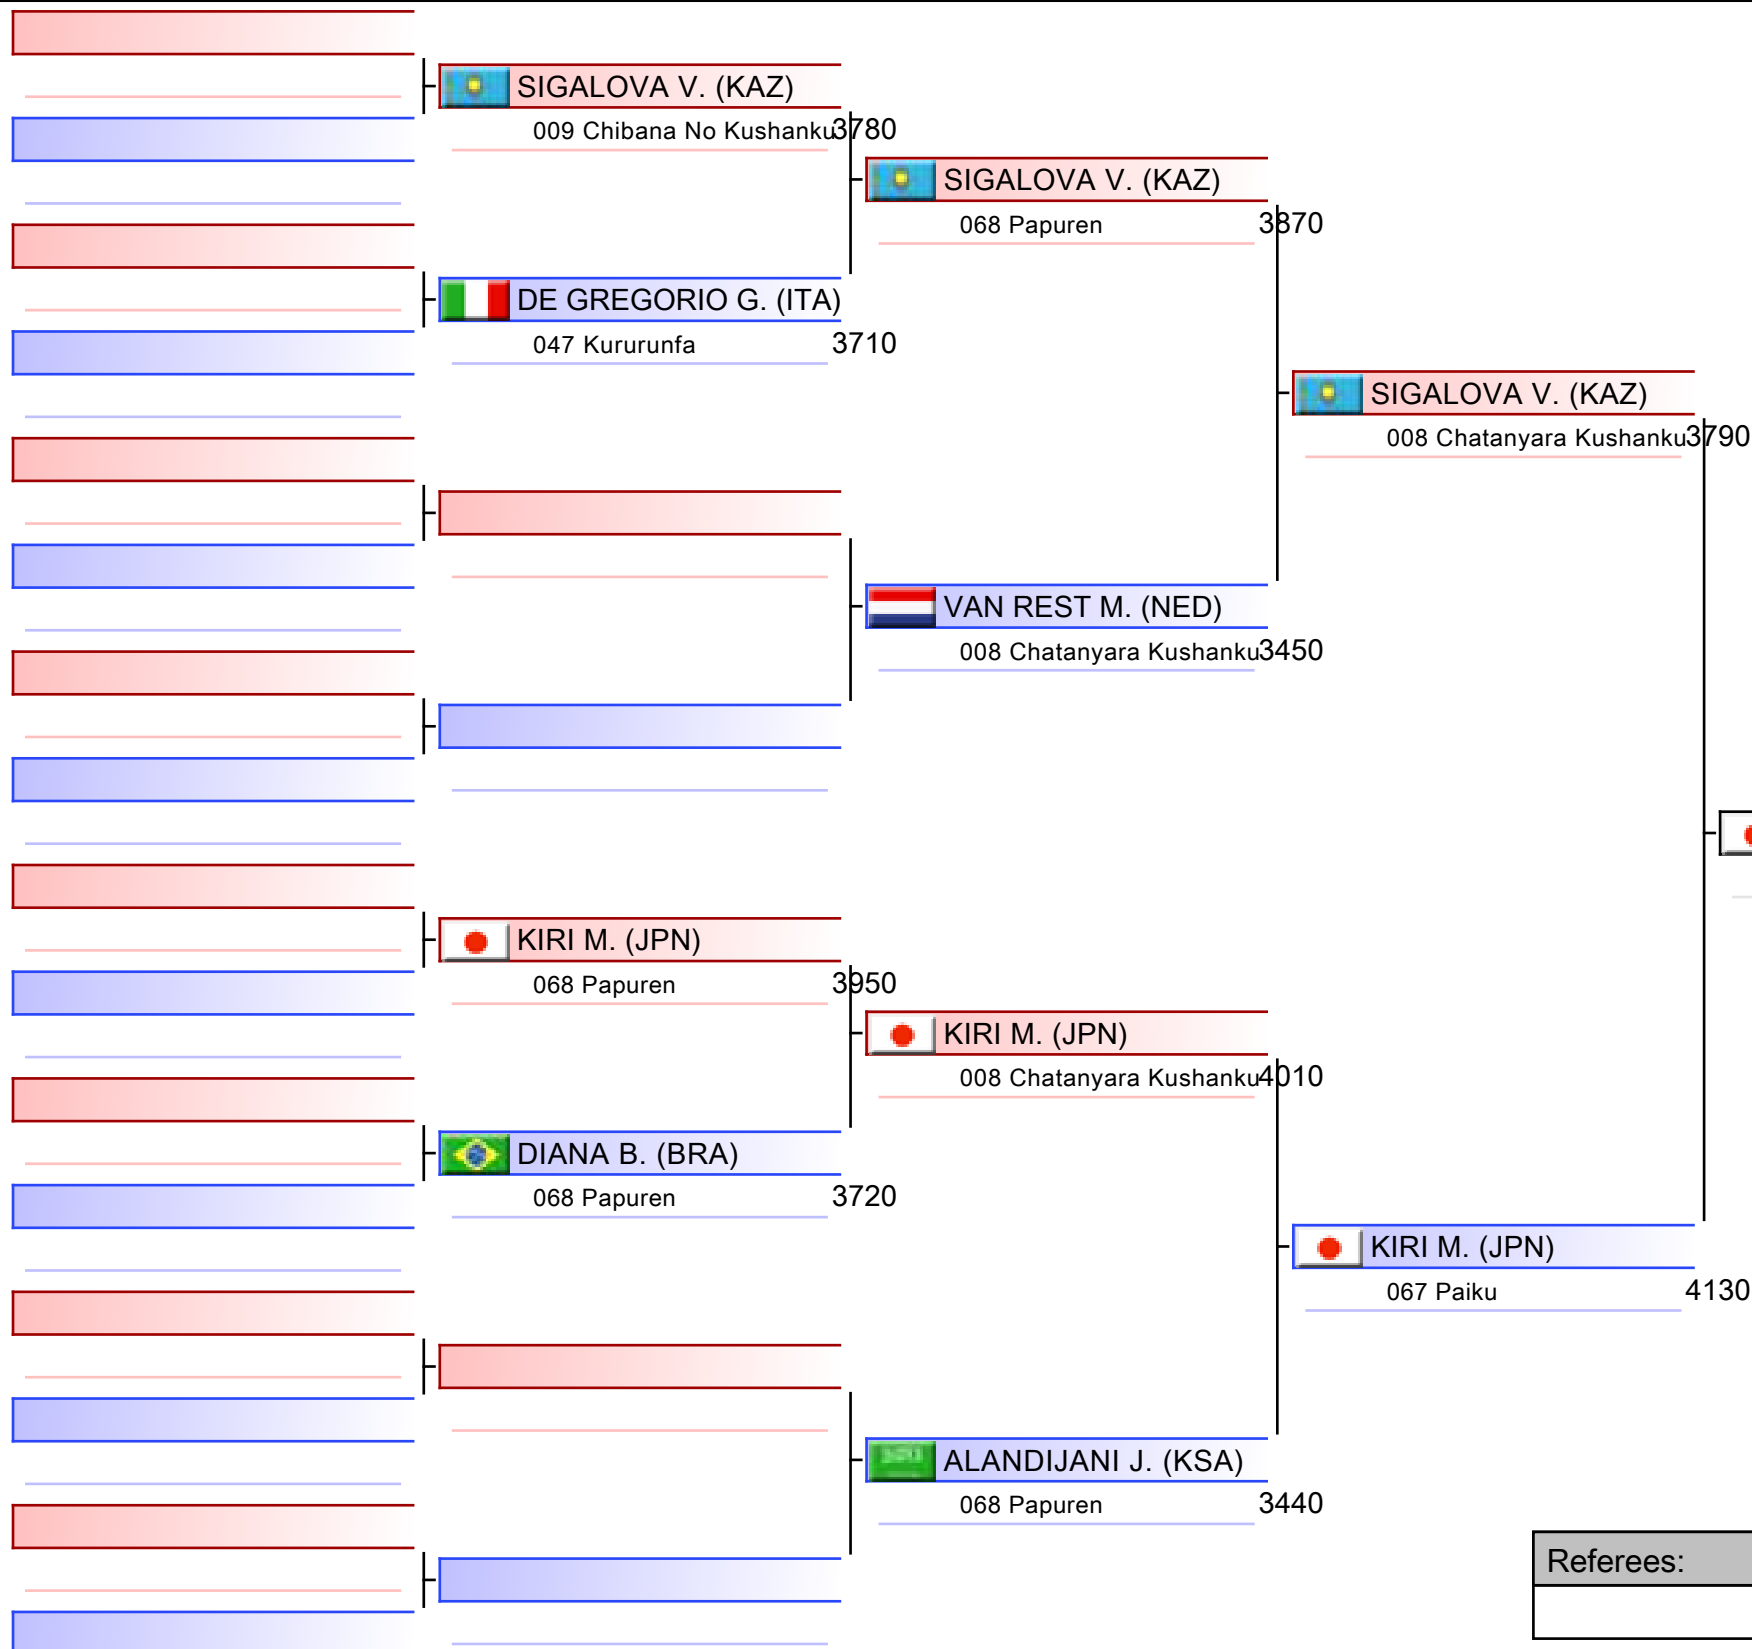 SIGALOVA V. (KAZ)
009 Chibana No Kushanku 3780
SIGALOVA V. (KAZ)
068 Papuren 3870
DE GREGORIO G. (ITA)
047 Kururunfa 3710
SIGALOVA V. (KAZ)
008 Chatanyara Kushanku 3790
VAN REST M. (NED)
008 Chatanyara Kushanku 3450
KIRI M. (JPN)
068 Papuren 3950
KIRI M. (JPN)
008 Chatanyara Kushanku 4010
DIANA B. (BRA)
068 Papuren 3720
KIRI M. (JPN)
067 Paiku 4130
ALANDIJANI J. (KSA)
068 Papuren 3440
Referees: